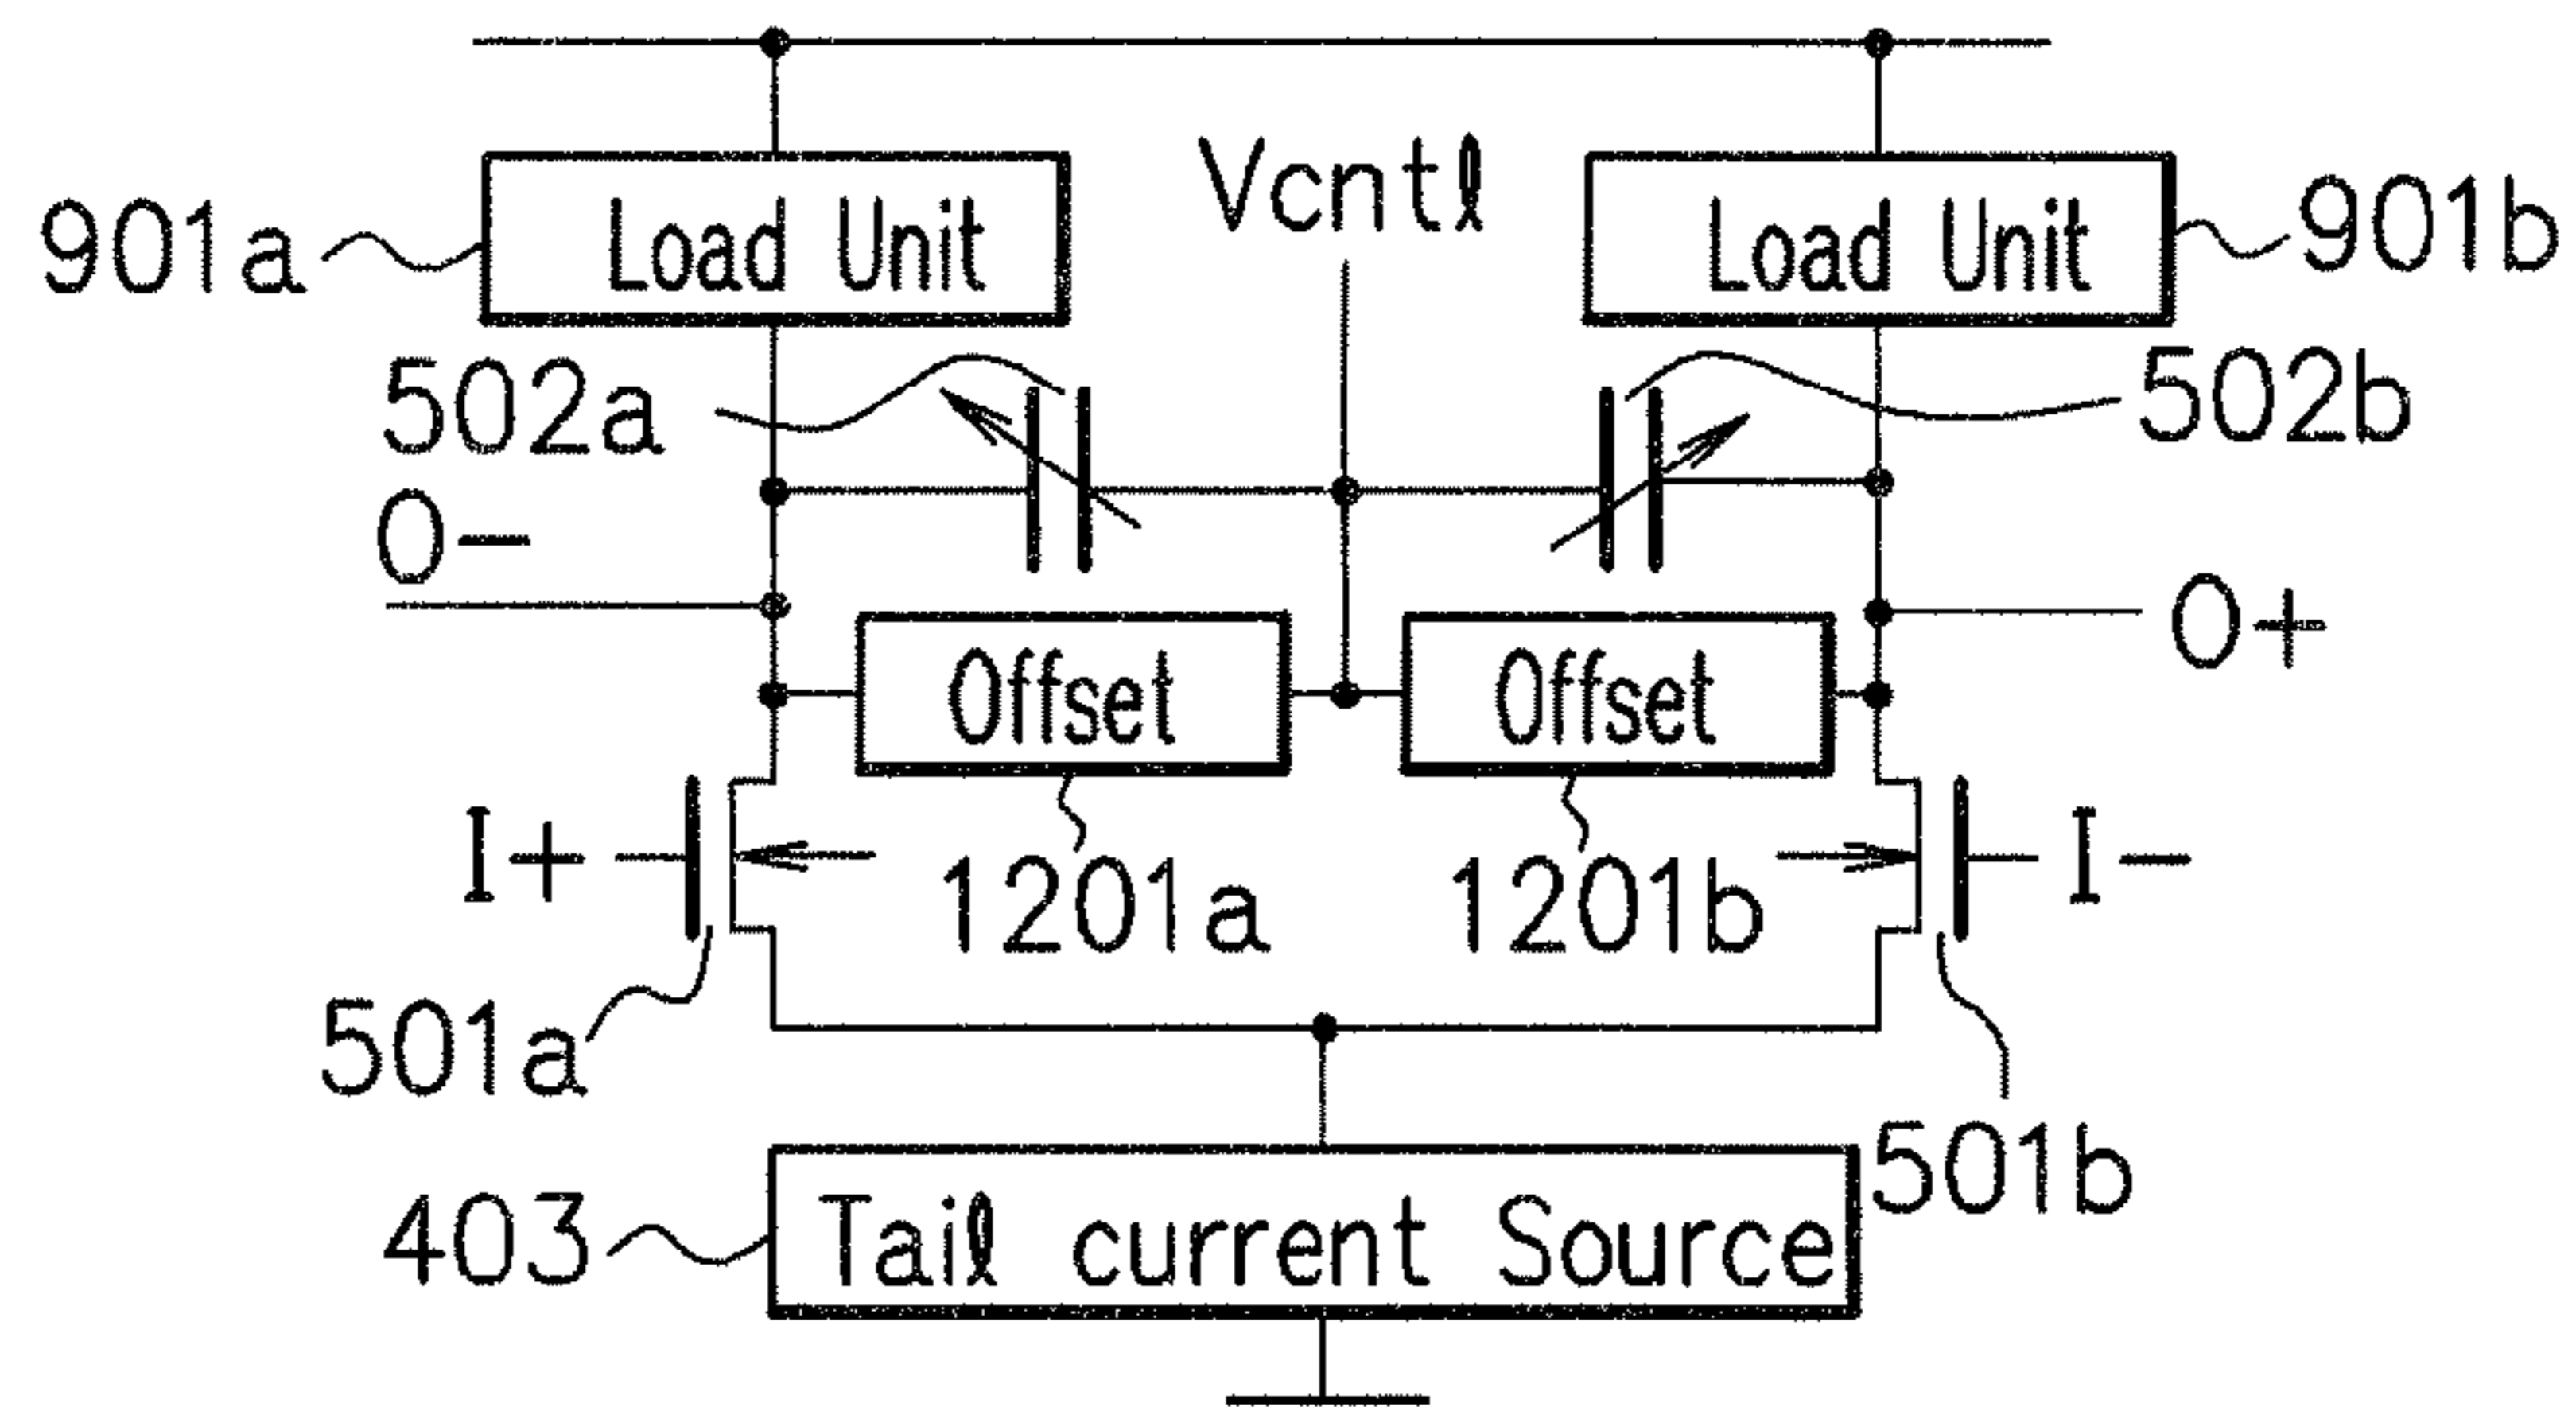 Vcntl
901a Load Unit Load Unit 901b
502a 502b
O-
O+
Offset Offset
I+ 1201a 1201b I-
501a
501b
403 Tail current Source